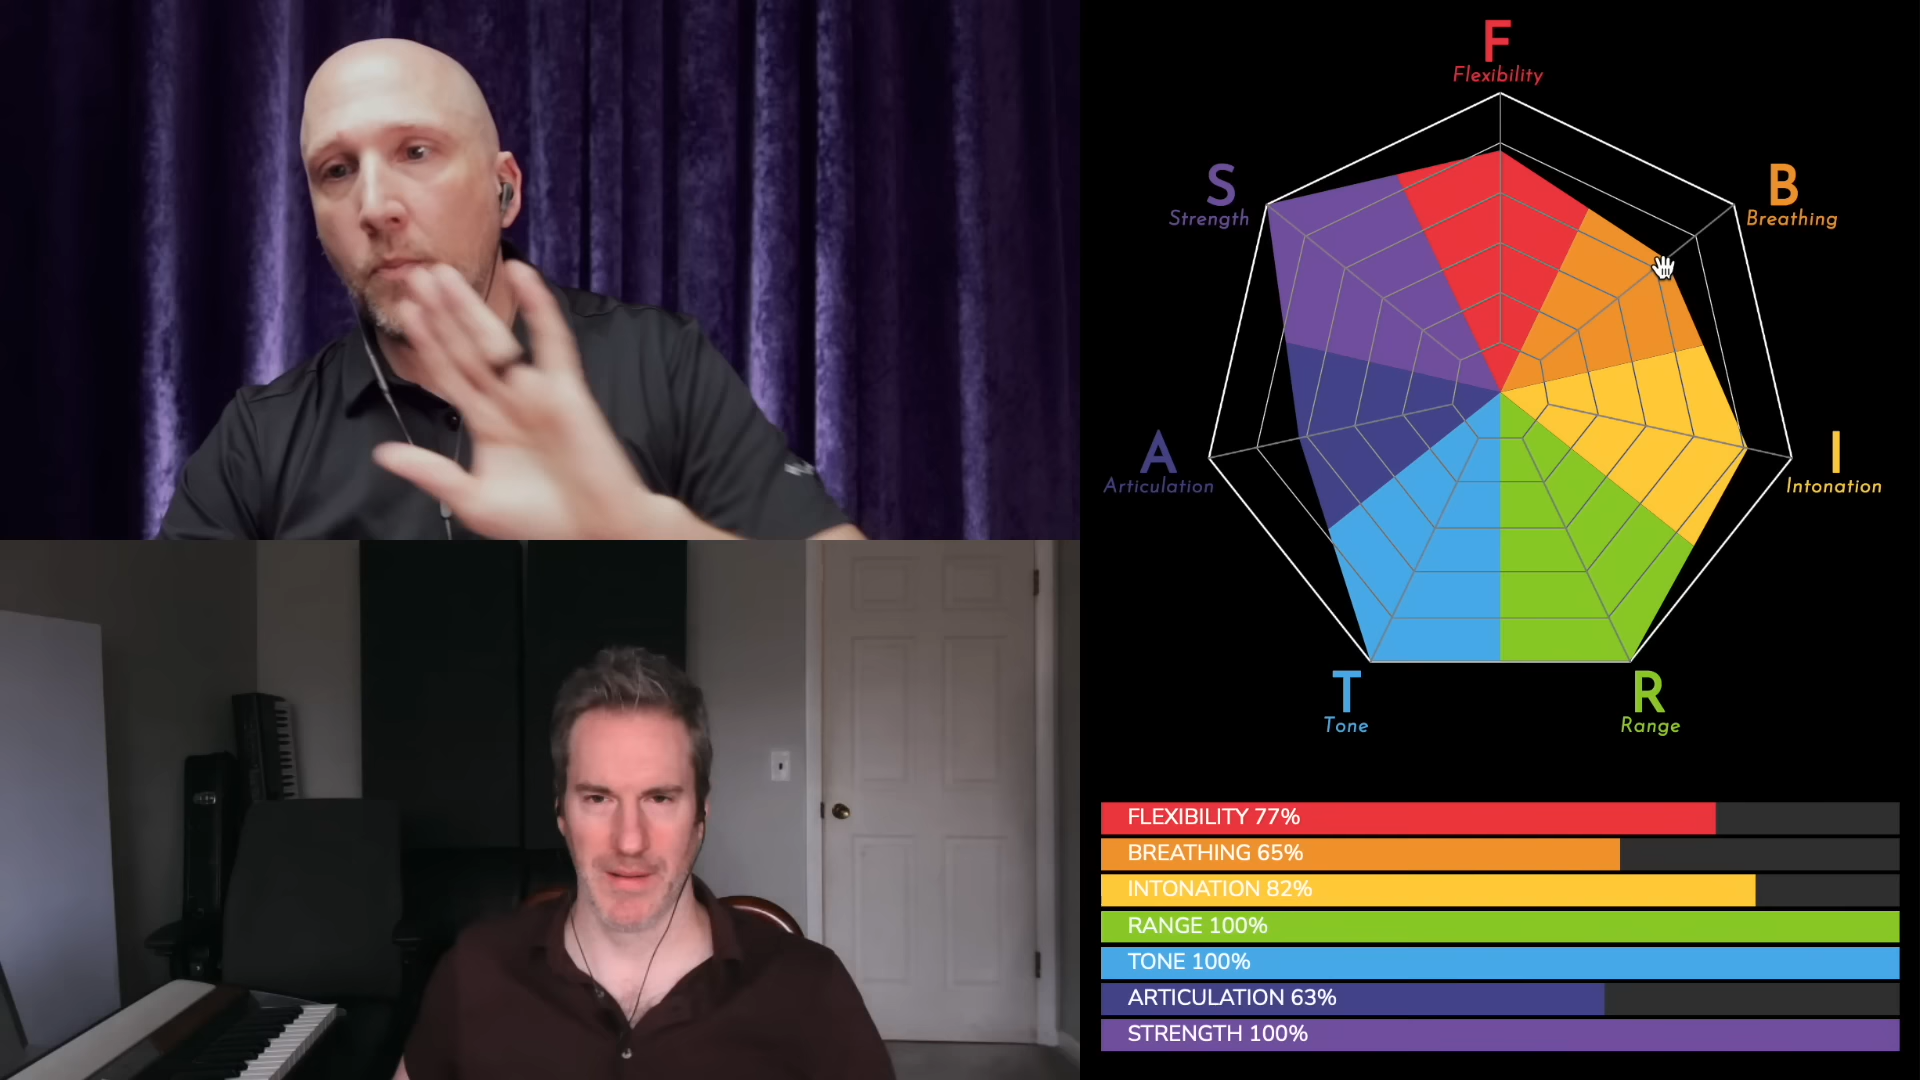 F
Flexibility
S
Strength
B
Breathing
A
Articulation
I
Intonation
T
Tone
R
Range
FLEXIBILITY 77%
BREATHING 65%
INTONATION 82%
RANGE 100%
TONE 100%
ARTICULATION 63%
STRENGTH 100%